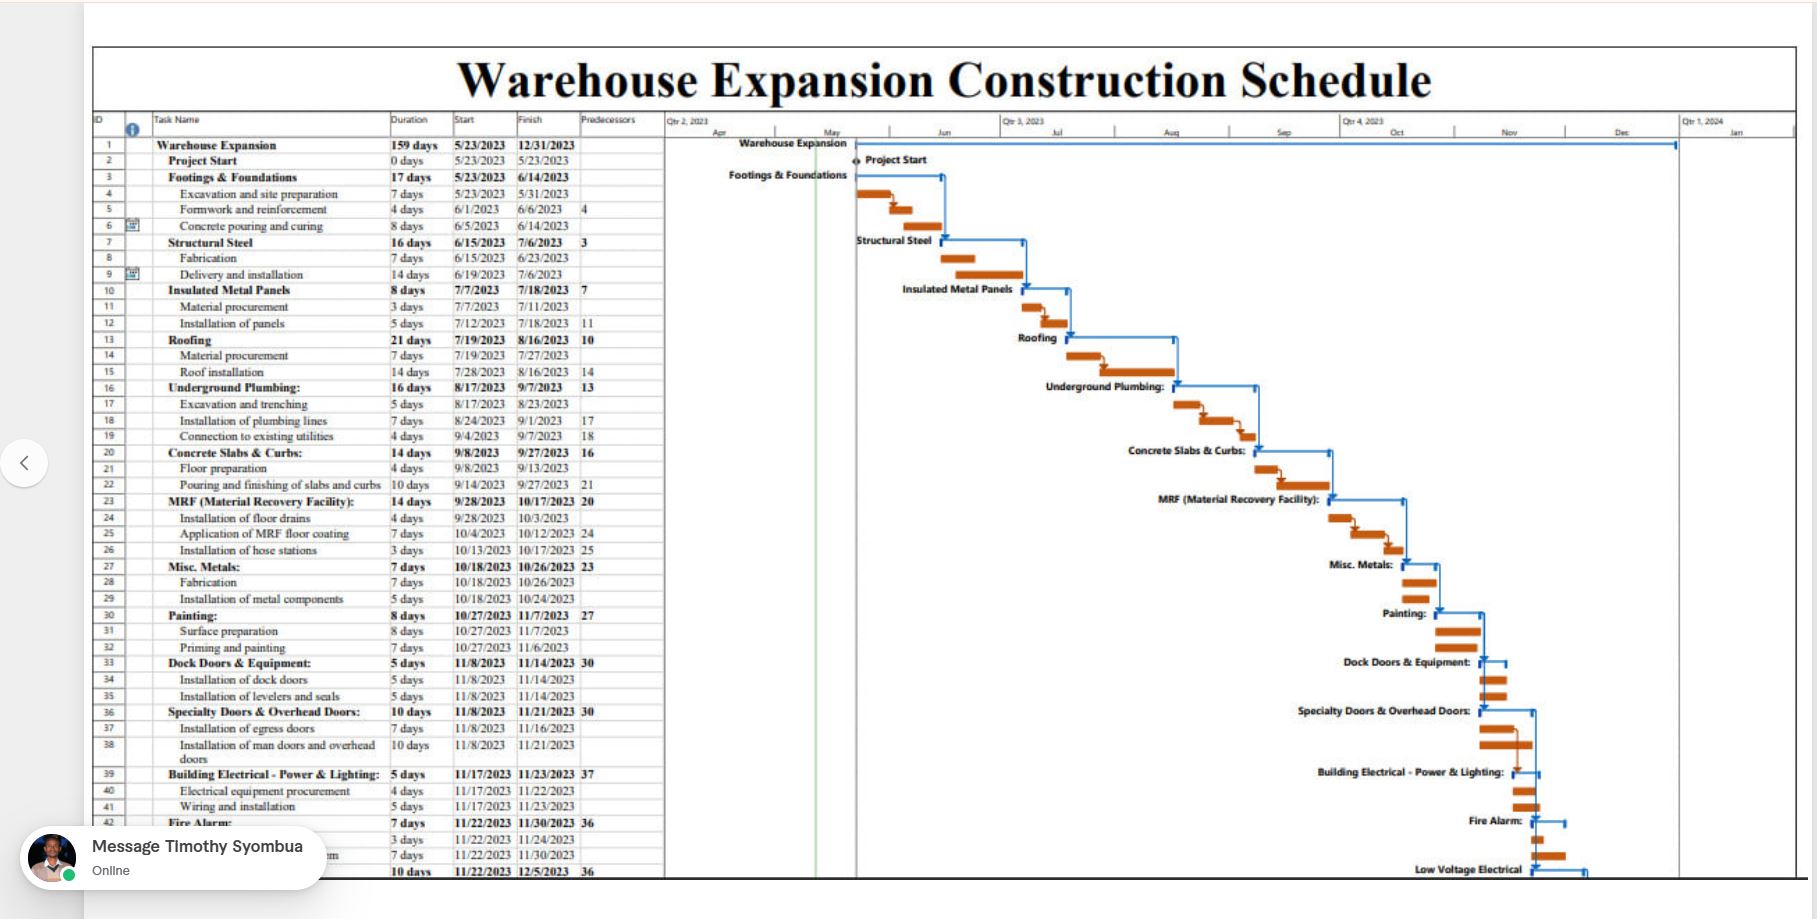 Warehouse Expansion Construction Schedule
ID Task Name Duration Start Finish Predecessors
1 Warehouse Expansion 159 days 5/23/2023 12/31/2023
2 Project Start 0 days 5/23/2023 5/23/2023
3 Footings & Foundations 17 days 5/23/2023 6/14/2023
4 Excavation and site preparation 7 days 5/23/2023 5/31/2023
5 Formwork and reinforcement 4 days 6/1/2023 6/6/2023 4
6 Concrete pouring and curing 8 days 6/5/2023 6/14/2023
7 Structural Steel 16 days 6/15/2023 7/6/2023 3
8 Fabrication 7 days 6/15/2023 6/23/2023
9 Delivery and installation 14 days 6/19/2023 7/6/2023
10 Insulated Metal Panels 8 days 7/7/2023 7/18/2023 7
11 Material procurement 3 days 7/7/2023 7/11/2023
12 Installation of panels 5 days 7/12/2023 7/18/2023 11
13 Roofing 21 days 7/19/2023 8/16/2023 10
14 Material procurement 7 days 7/19/2023 7/27/2023
15 Roof installation 14 days 7/28/2023 8/16/2023 14
16 Underground Plumbing: 16 days 8/17/2023 9/7/2023 13
17 Excavation and trenching 5 days 8/17/2023 8/23/2023
18 Installation of plumbing lines 7 days 8/24/2023 9/1/2023 17
19 Connection to existing utilities 4 days 9/4/2023 9/7/2023 18
20 Concrete Slabs & Curbs: 14 days 9/8/2023 9/27/2023 16
21 Floor preparation 4 days 9/8/2023 9/13/2023
22 Pouring and finishing of slabs and curbs 10 days 9/14/2023 9/27/2023 21
23 MRF (Material Recovery Facility): 14 days 9/28/2023 10/17/2023 20
24 Installation of floor drains 4 days 9/28/2023 10/3/2023
25 Application of MRF floor coating 7 days 10/4/2023 10/12/2023 24
26 Installation of hose stations 3 days 10/13/2023 10/17/2023 25
27 Misc. Metals: 7 days 10/18/2023 10/26/2023 23
28 Fabrication 7 days 10/18/2023 10/26/2023
29 Installation of metal components 5 days 10/18/2023 10/24/2023
30 Painting: 8 days 10/27/2023 11/7/2023 27
31 Surface preparation 8 days 10/27/2023 11/7/2023
32 Priming and painting 7 days 10/27/2023 11/6/2023
33 Dock Doors & Equipment: 5 days 11/8/2023 11/14/2023 30
34 Installation of dock doors 5 days 11/8/2023 11/14/2023
35 Installation of levelers and seals 5 days 11/8/2023 11/14/2023
36 Specialty Doors & Overhead Doors: 10 days 11/8/2023 11/21/2023 30
37 Installation of egress doors 7 days 11/8/2023 11/16/2023
38 Installation of man doors and overhead 10 days 11/8/2023 11/21/2023
doors
39 Building Electrical - Power & Lighting: 5 days 11/17/2023 11/23/2023 37
40 Electrical equipment procurement 4 days 11/17/2023 11/22/2023
41 Wiring and installation 5 days 11/17/2023 11/23/2023
42 Fire Alarm: 7 days 11/22/2023 11/30/2023 36
3 days 11/22/2023 11/24/2023
em 7 days 11/22/2023 11/30/2023
10 days 11/22/2023 12/5/2023 36
Qtr 2, 2023 Qtr 3, 2023 Qtr 4, 2023 Qtr 1, 2024
Apr May Jun Jul Aug Sep Oct Nov Dec Jan
Warehouse Expansion
Project Start
Footings & Foundations
Structural Steel
Insulated Metal Panels
Roofing
Underground Plumbing:
Concrete Slabs & Curbs:
MRF (Material Recovery Facility):
Misc. Metals:
Painting:
Dock Doors & Equipment:
Specialty Doors & Overhead Doors:
Building Electrical - Power & Lighting:
Fire Alarm:
Low Voltage Electrical
Message Timothy Syombua
Online